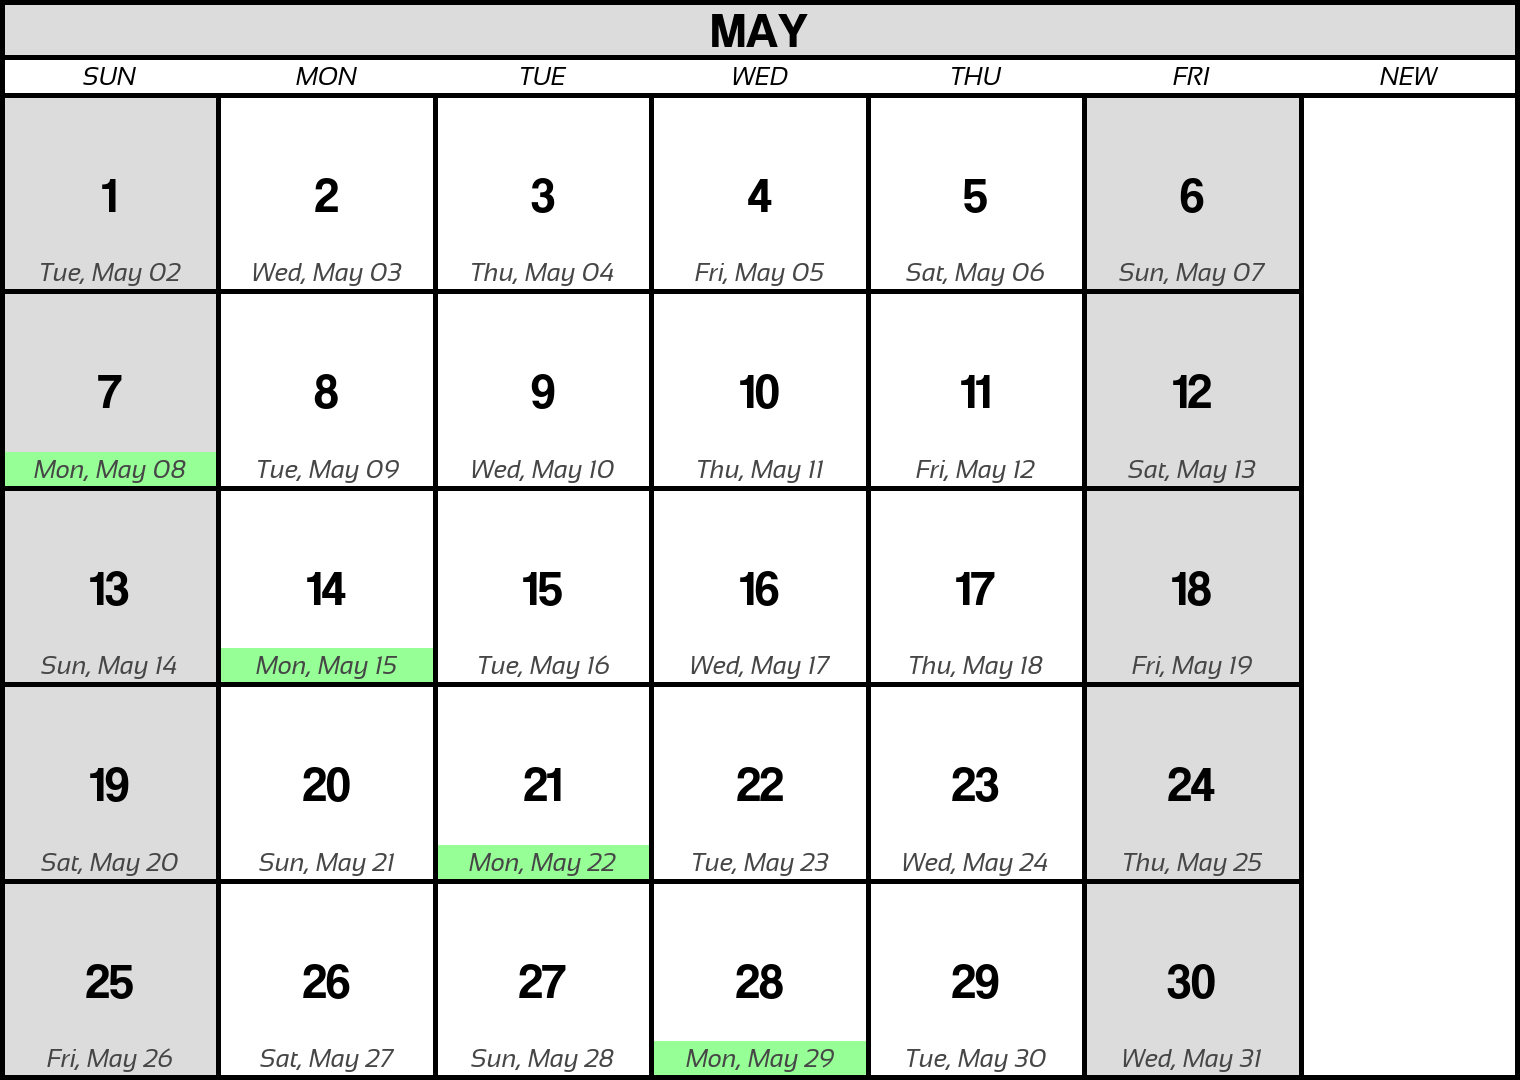 MAY
SUN MON TUE WED THU FRI NEW
1 2 3 4 5 6
Tue, May 02 Wed, May 03 Thu, May 04 Fri, May 05 Sat, May 06 Sun, May 07
7 8 9 10 11 12
Mon, May 08 Tue, May 09 Wed, May 10 Thu, May 11 Fri, May 12 Sat, May 13
13 14 15 16 17 18
Sun, May 14 Mon, May 15 Tue, May 16 Wed, May 17 Thu, May 18 Fri, May 19
19 20 21 22 23 24
Sat, May 20 Sun, May 21 Mon, May 22 Tue, May 23 Wed, May 24 Thu, May 25
25 26 27 28 29 30
Fri, May 26 Sat, May 27 Sun, May 28 Mon, May 29 Tue, May 30 Wed, May 31